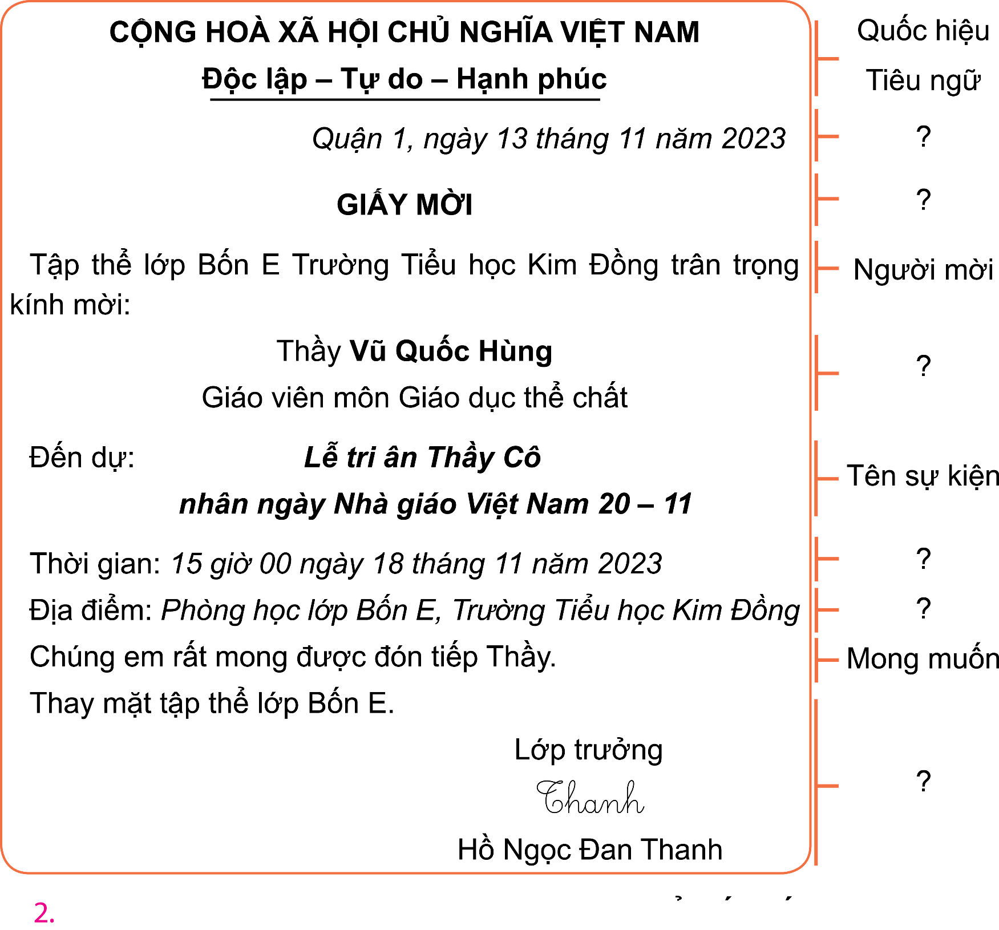 CỘNG HOÀ XÃ HỘI CHỦ NGHĨA VIỆT NAM
Độc lập – Tự do – Hạnh phúc
Quốc hiệu
Tiêu ngữ
Quận 1, ngày 13 tháng 11 năm 2023
?
GIẤY MỜI
?
Tập thể lớp Bốn E Trường Tiểu học Kim Đồng trân trọng
kính mời:
Người mời
Thầy Vũ Quốc Hùng
Giáo viên môn Giáo dục thể chất
?
Đến dự: Lễ tri ân Thầy Cô
nhân ngày Nhà giáo Việt Nam 20 – 11
Tên sự kiện
Thời gian: 15 giờ 00 ngày 18 tháng 11 năm 2023
?
Địa điểm: Phòng học lớp Bốn E, Trường Tiểu học Kim Đồng
?
Chúng em rất mong được đón tiếp Thầy.
Mong muốn
Thay mặt tập thể lớp Bốn E.
Lớp trưởng
Thanh
Hồ Ngọc Đan Thanh
?
2.